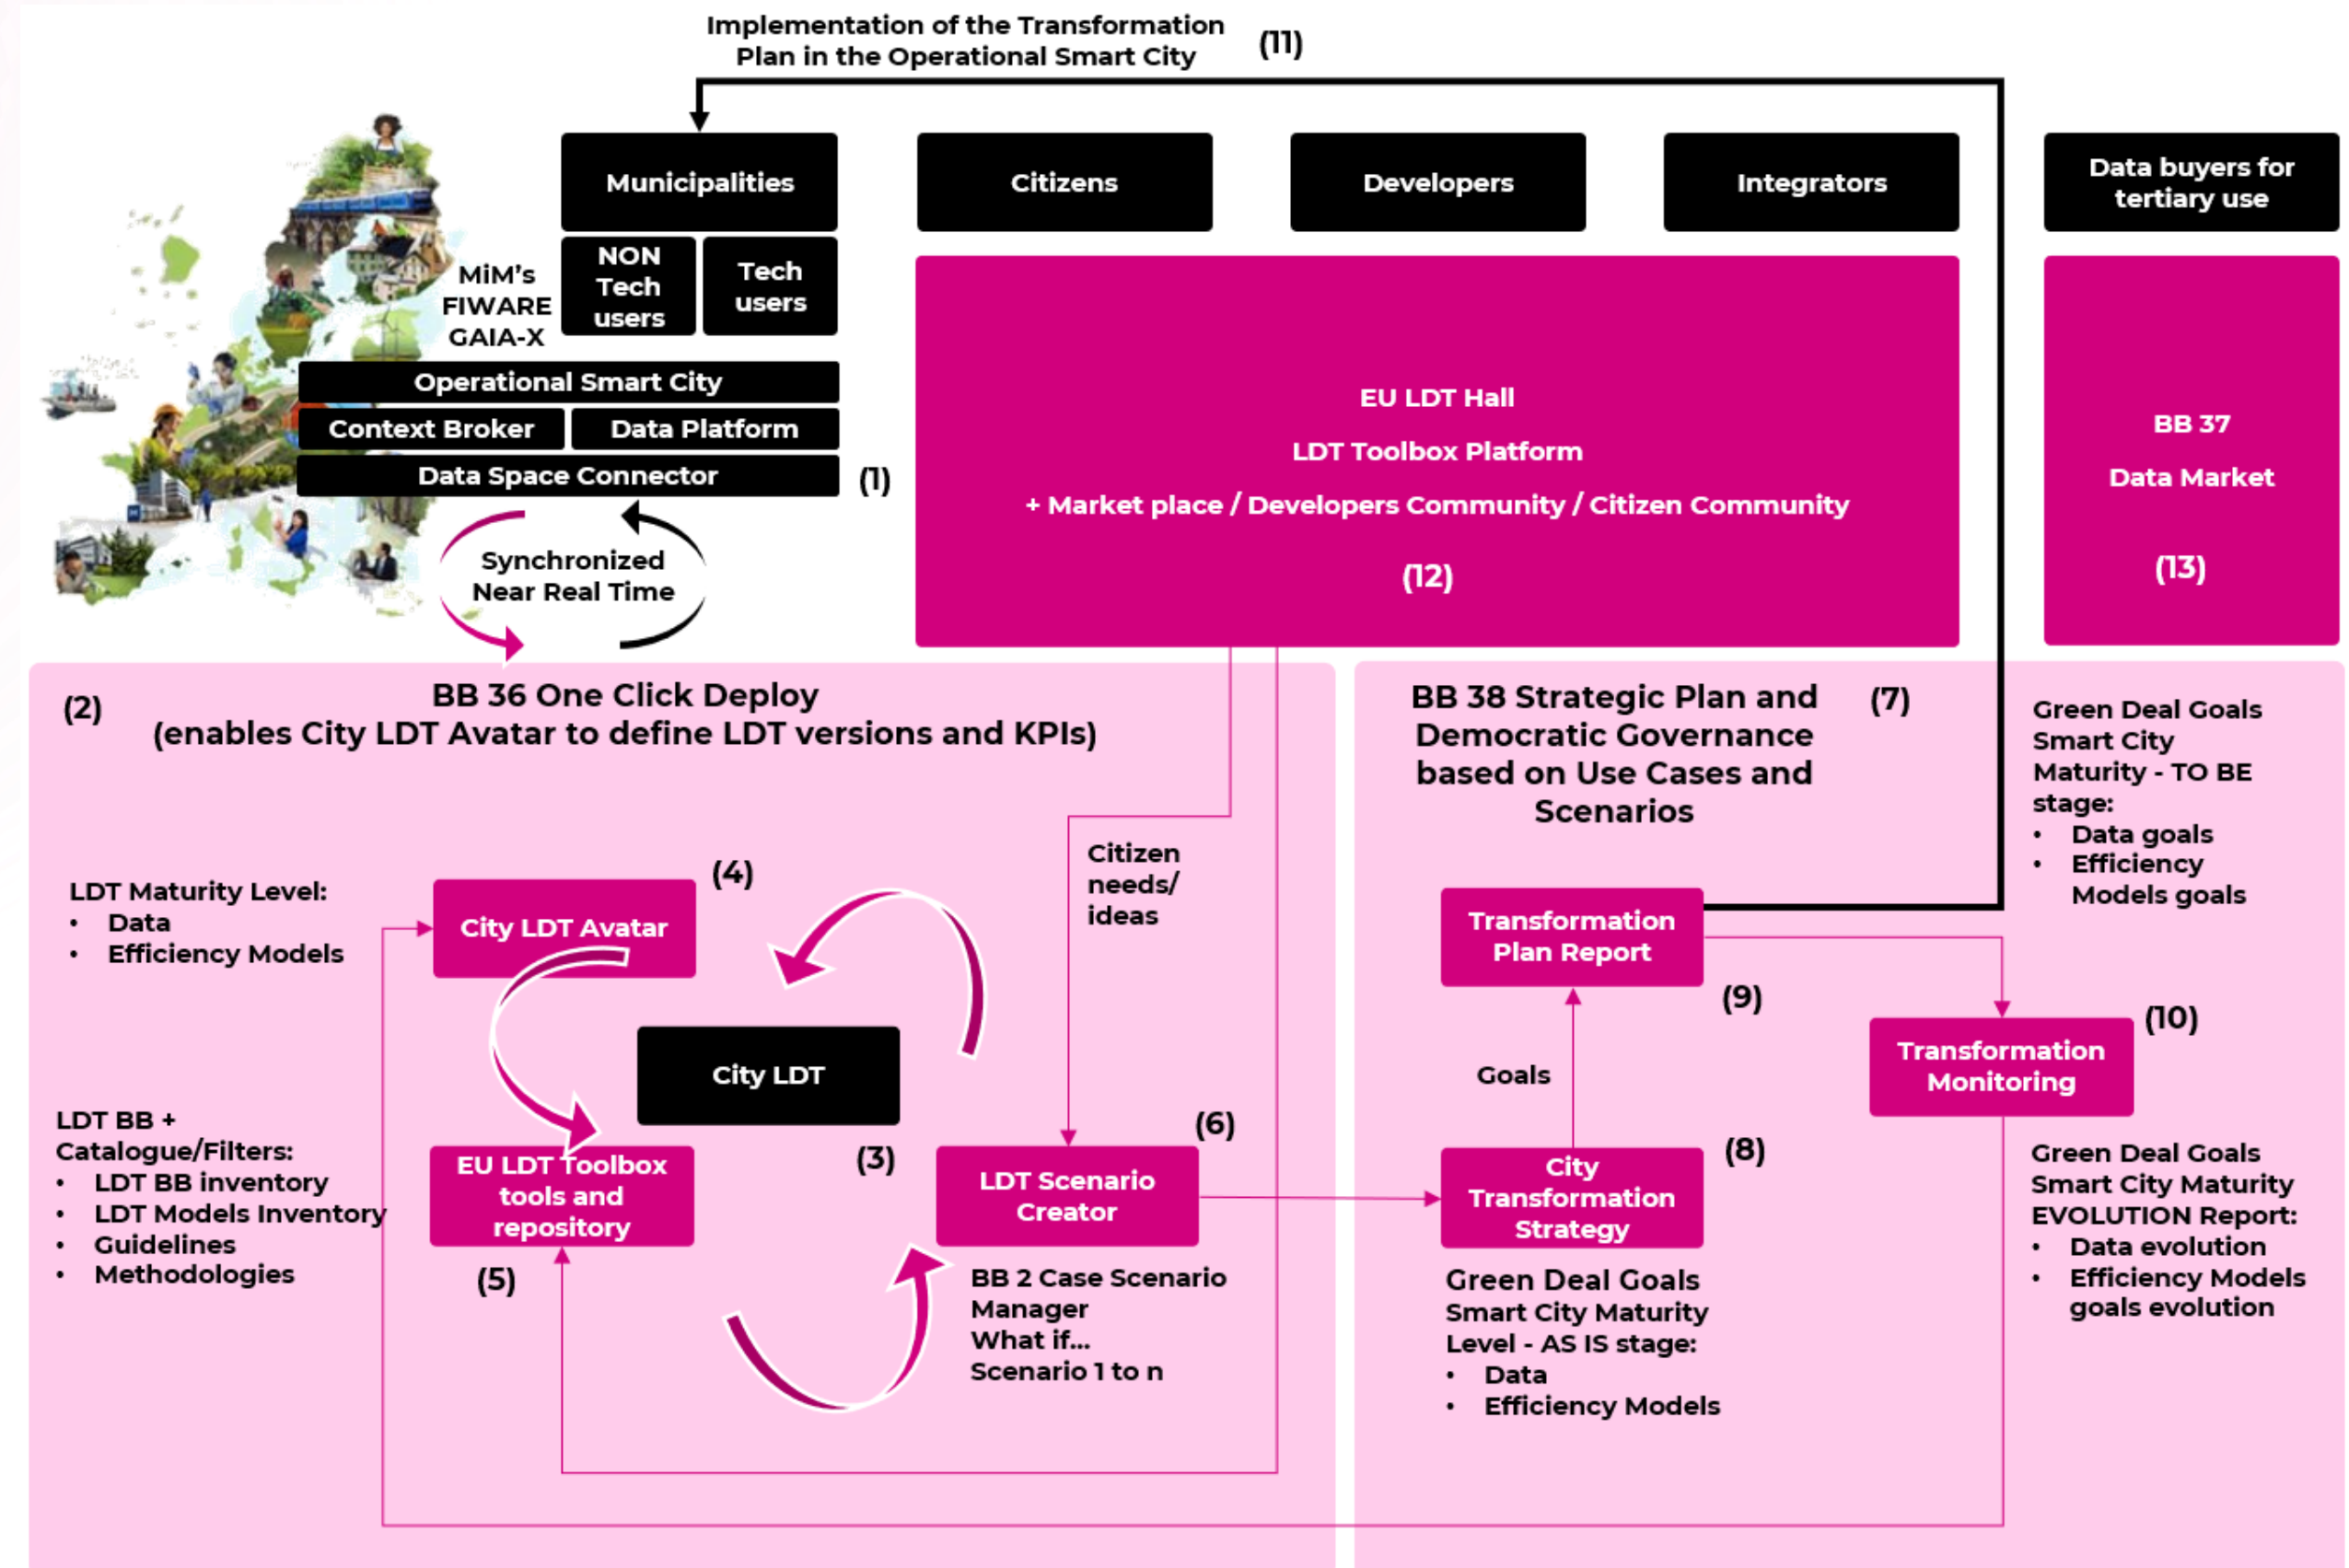 Implementation of the Transformation
Plan in the Operational Smart City
(11)
Municipalities
Citizens
Developers
Integrators
Data buyers for
tertiary use
NON
Tech
users
Tech
users
MiM's
FIWARE
GAIA-X
Operational Smart City
Context Broker
Data Platform
Data Space Connector
(1)
Synchronized
Near Real Time
EU LDT Hall
LDT Toolbox Platform
+ Market place / Developers Community / Citizen Community
(12)
BB 37
Data Market
(13)
(2)
BB 36 One Click Deploy
(enables City LDT Avatar to define LDT versions and KPIs)
LDT Maturity Level:
• Data
• Efficiency Models
City LDT Avatar
(4)
Citizen
needs/
ideas
City LDT
(3)
LDT BB +
Catalogue/Filters:
• LDT BB inventory
• LDT Models Inventory
• Guidelines
• Methodologies
EU LDT Toolbox
tools and
repository
(5)
LDT Scenario
Creator
(6)
BB 2 Case Scenario
Manager
What if...
Scenario 1 to n
BB 38 Strategic Plan and
Democratic Governance
based on Use Cases and
Scenarios
(7)
Green Deal Goals
Smart City
Maturity - TO BE
stage:
• Data goals
• Efficiency
Models goals
Transformation
Plan Report
(9)
Transformation
Monitoring
(10)
Goals
City
Transformation
Strategy
(8)
Green Deal Goals
Smart City Maturity
Level - AS IS stage:
• Data
• Efficiency Models
Green Deal Goals
Smart City Maturity
EVOLUTION Report:
• Data evolution
• Efficiency Models
goals evolution